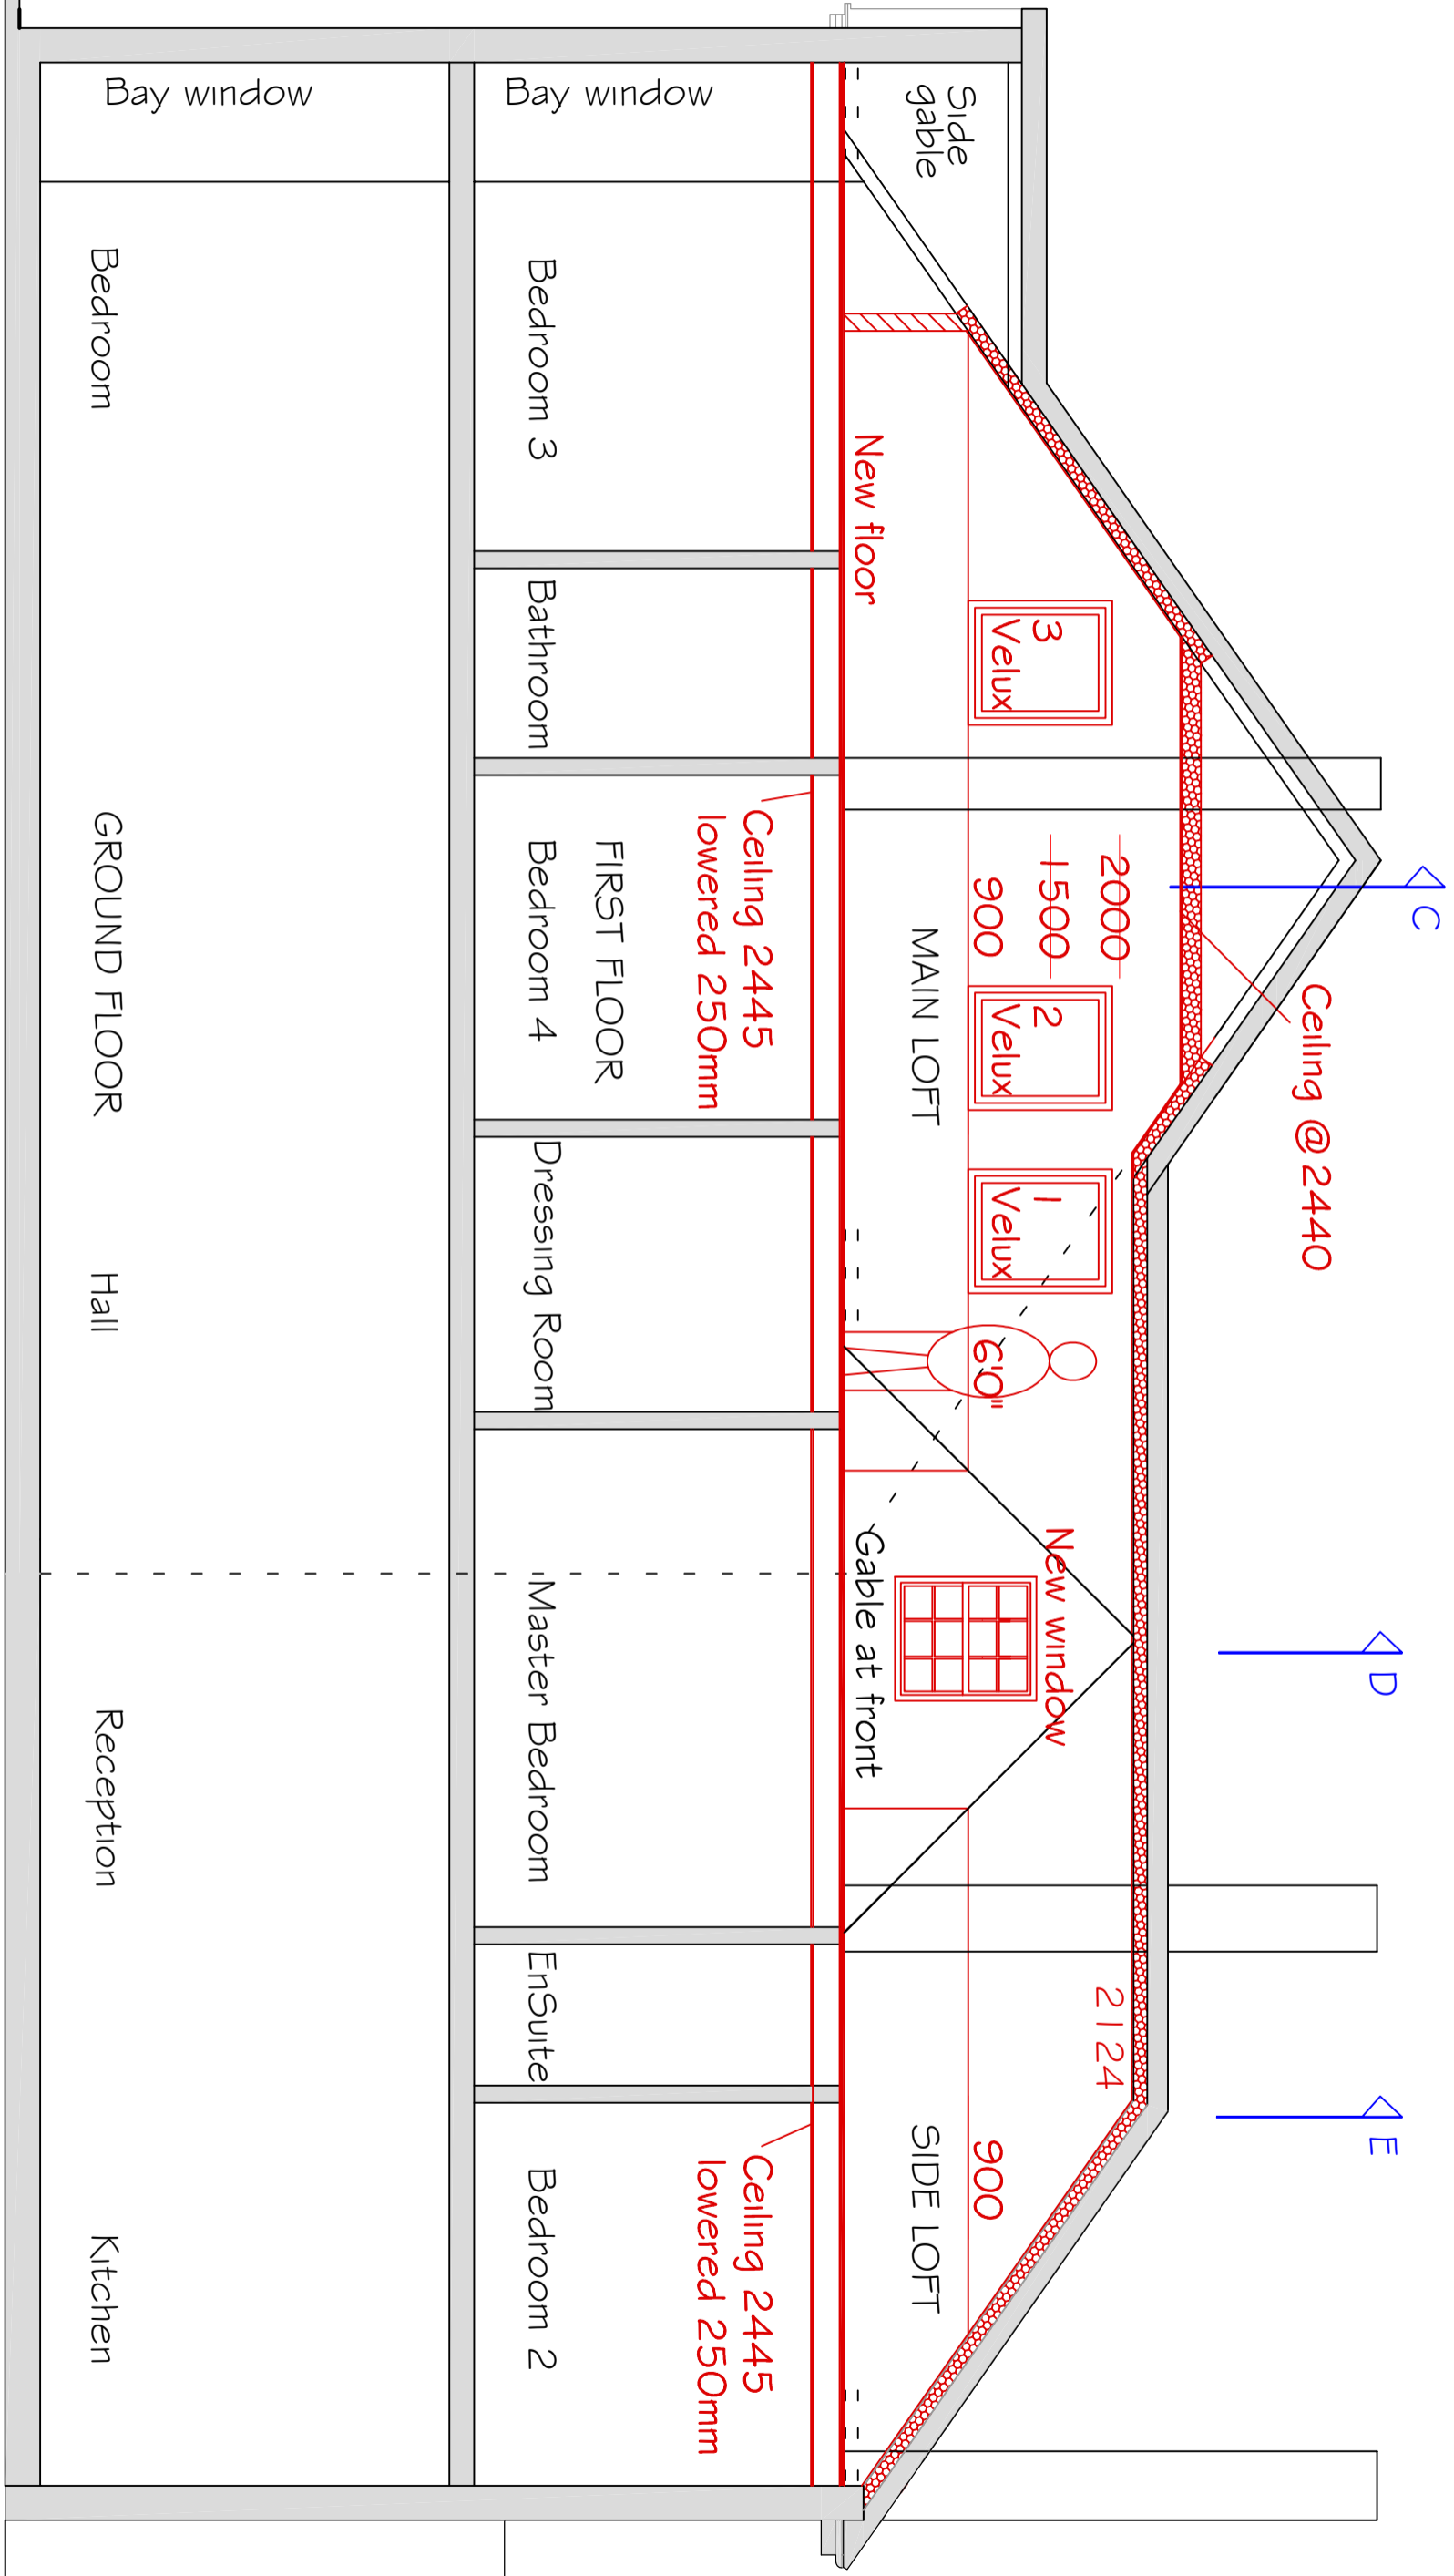 C
D
E
Ceiling @ 2440
2000
1500
900
3
Velux
2
Velux
1
Velux
6'0"
New window
2124
900
Side
gable
MAIN LOFT
SIDE LOFT
New floor
Gable at front
Ceiling 2445
lowered 250mm
Ceiling 2445
lowered 250mm
FIRST FLOOR
Bay window
Bedroom 3
Bathroom
Bedroom 4
Dressing Room
Master Bedroom
EnSuite
Bedroom 2
Bay window
Bedroom
GROUND FLOOR
Hall
Reception
Kitchen